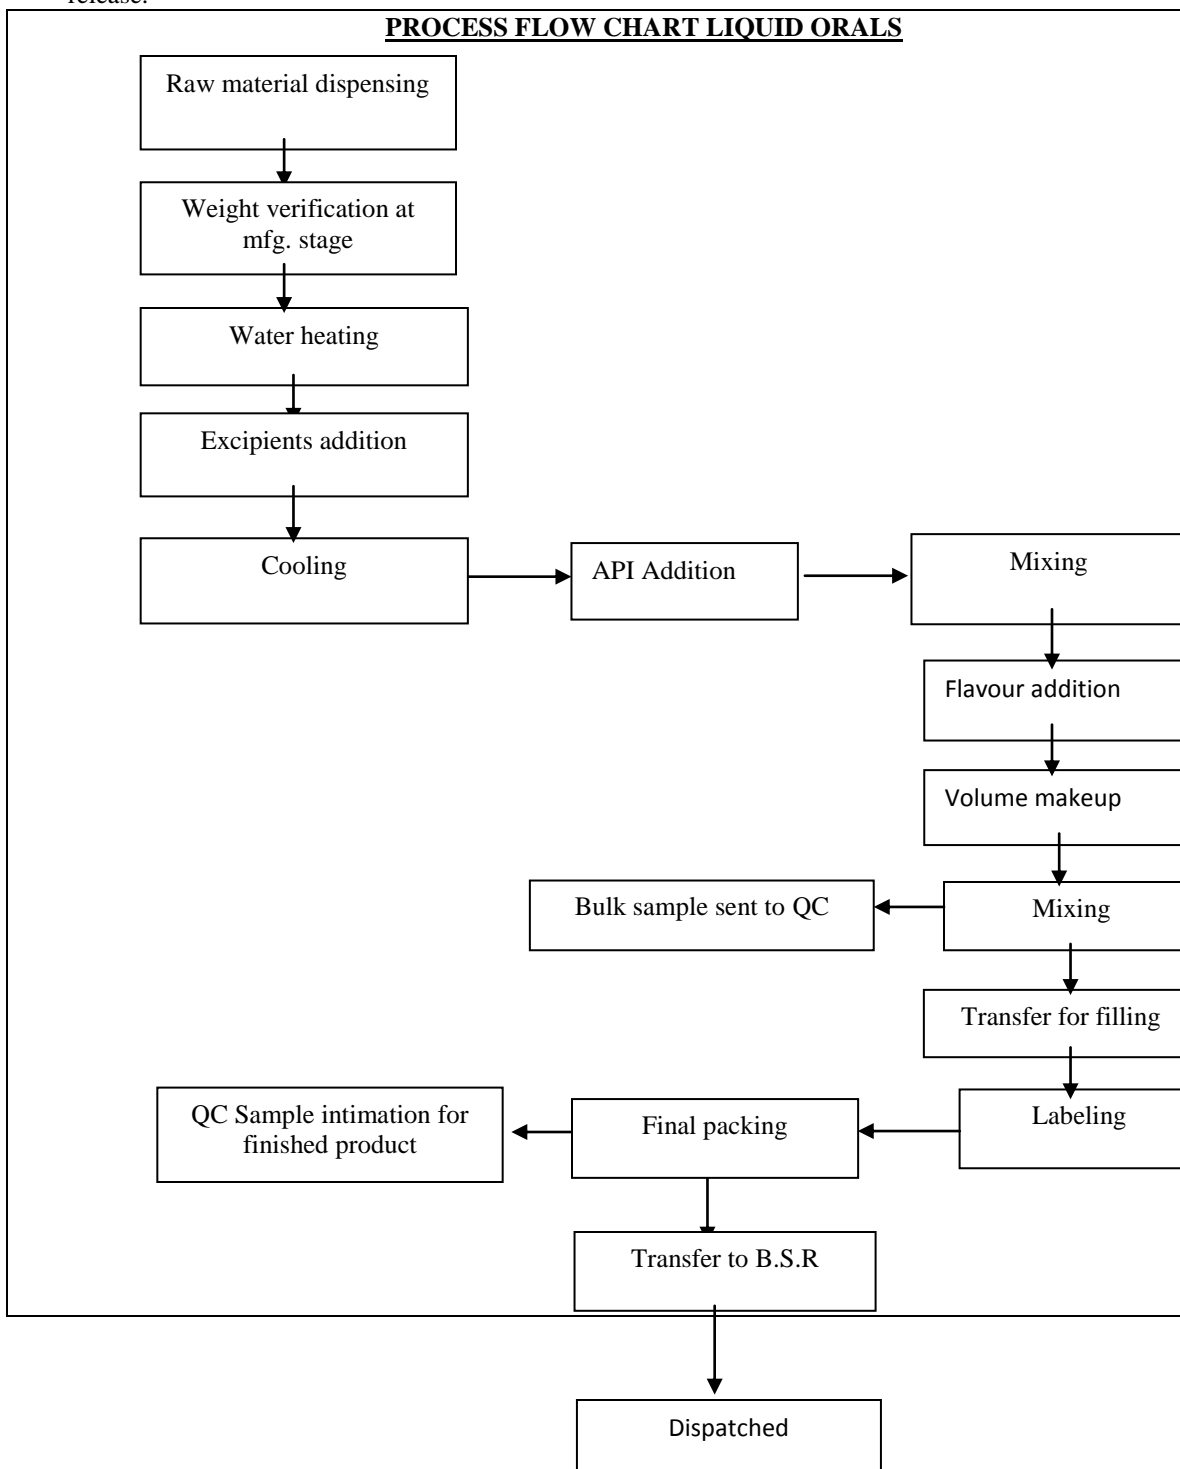 release.
PROCESS FLOW CHART LIQUID ORALS
Raw material dispensing
Weight verification at
mfg. stage
Water heating
Excipients addition
Cooling
API Addition
Mixing
Flavour addition
Volume makeup
Mixing
Bulk sample sent to QC
Transfer for filling
Labeling
Final packing
QC Sample intimation for
finished product
Transfer to B.S.R
Dispatched